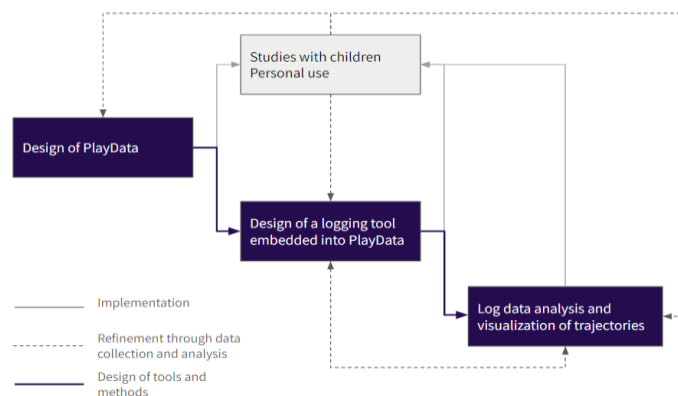 Studies with children
Personal use
Design of PlayData
Design of a logging tool
embedded into PlayData
Log data analysis and
visualization of trajectories
Implementation
Refinement through data
collection and analysis
Design of tools and
methods